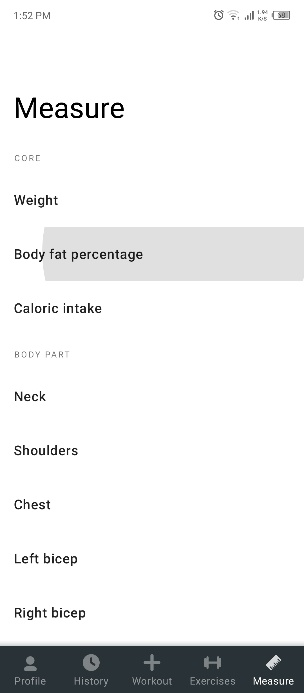 1:52 PM
Measure
CORE
Weight
Body fat percentage
Caloric intake
BODY PART
Neck
Shoulders
Chest
Left bicep
Right bicep
Profile
History
Workout
Exercises
Measure